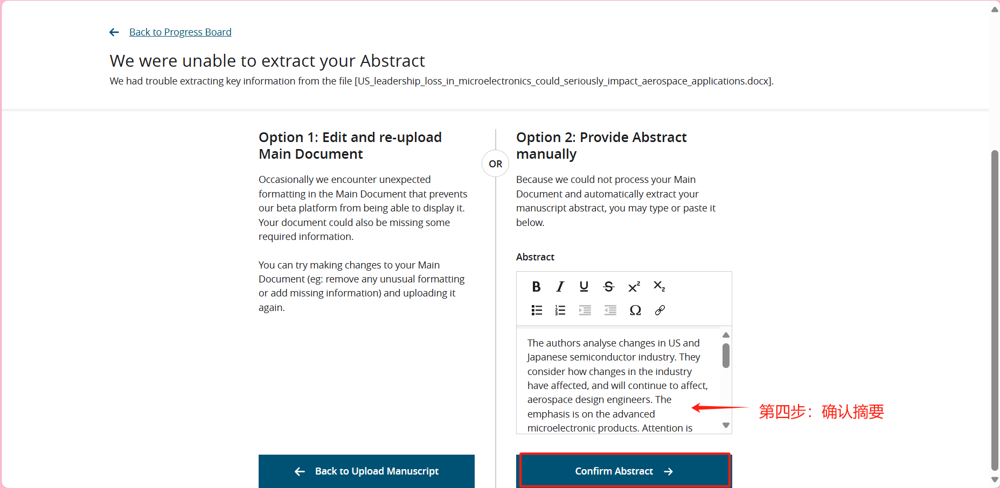 Back to Progress Board
We were unable to extract your Abstract
We had trouble extracting key information from the file [US_leadership_loss_in_microelectronics_could_seriously_impact_aerospace_applications.docx].
Option 1: Edit and re-upload
Main Document
Occasionally we encounter unexpected
formatting in the Main Document that prevents
our beta platform from being able to display it.
Your document could also be missing some
required information.
You can try making changes to your Main
Document (eg: remove any unusual formatting
or add missing information) and uploading it
again.
Back to Upload Manuscript
OR
Option 2: Provide Abstract
manually
Because we could not process your Main
Document and automatically extract your
manuscript abstract, you may type or paste it
below.
Abstract
B I U S X² X₂
Ω
The authors analyse changes in US and
Japanese semiconductor industry. They
consider how changes in the industry
have affected, and will continue to affect,
aerospace design engineers. The
emphasis is on the advanced
microelectronic products. Attention is
第四步：确认摘要
Confirm Abstract